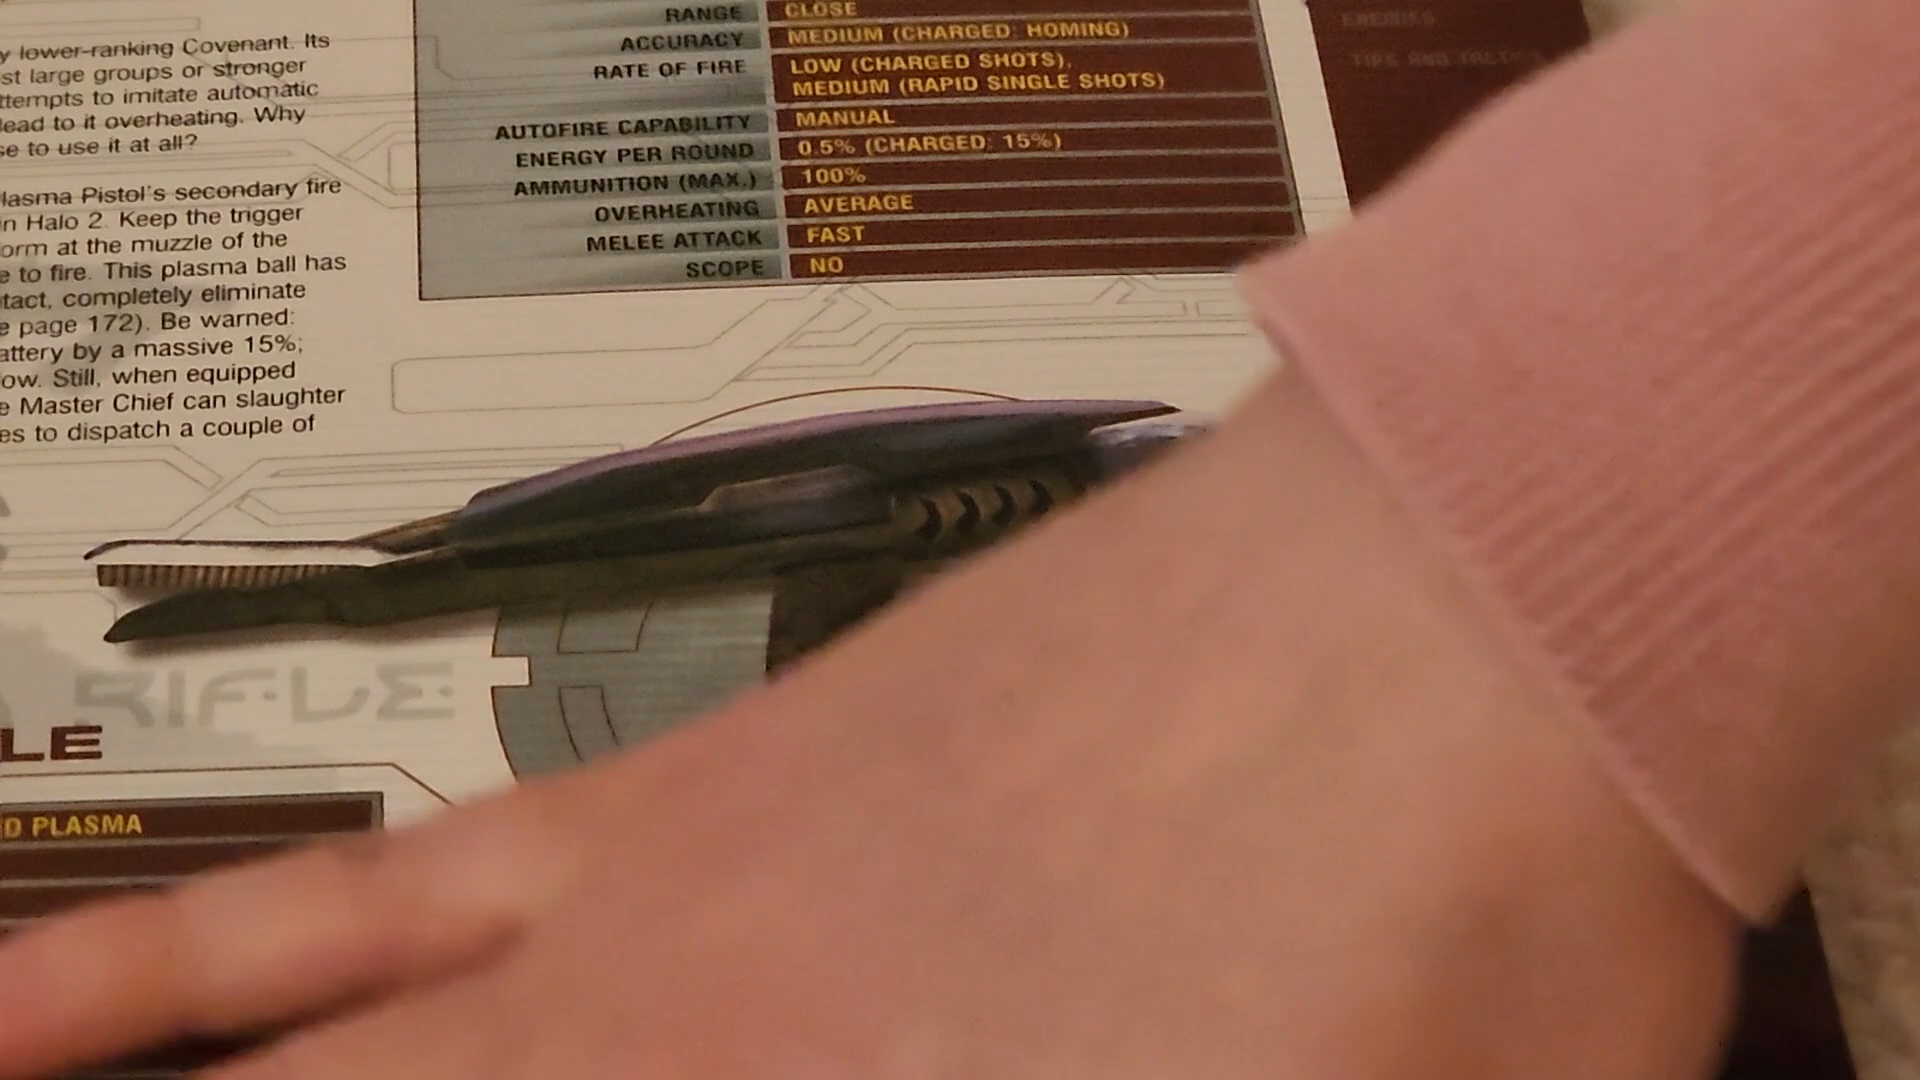 y lower-ranking Covenant. Its
st large groups or stronger
ttempts to imitate automatic
lead to it overheating. Why
se to use it at all?
lasma Pistol's secondary fire
n Halo 2. Keep the trigger
orm at the muzzle of the
e to fire. This plasma ball has
tact, completely eliminate
e page 172). Be warned:
attery by a massive 15%;
ow. Still, when equipped
e Master Chief can slaughter
es to dispatch a couple of
RANGE CLOSE
ACCURACY MEDIUM (CHARGED: HOMING)
RATE OF FIRE LOW (CHARGED SHOTS),
MEDIUM (RAPID SINGLE SHOTS)
AUTOFIRE CAPABILITY MANUAL
ENERGY PER ROUND 0.5% (CHARGED: 15%)
AMMUNITION (MAX.) 100%
OVERHEATING AVERAGE
MELEE ATTACK FAST
SCOPE NO
ENEMIES
TIPS AND TACTICS
RIFLE
LE
D PLASMA